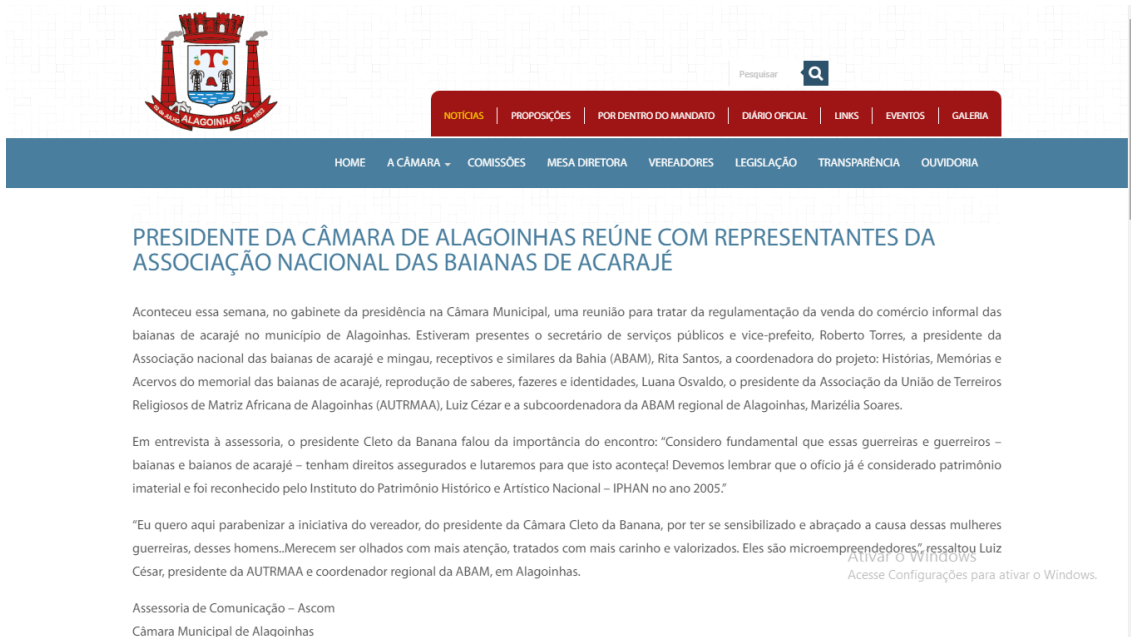 28 DE JULHO ALAGOINHAS de 1853
Pesquisar
NOTÍCIAS
PROPOSIÇÕES
POR DENTRO DO MANDATO
DIÁRIO OFICIAL
LINKS
EVENTOS
GALERIA
HOME
A CÂMARA
COMISSÕES
MESA DIRETORA
VEREADORES
LEGISLAÇÃO
TRANSPARÊNCIA
OUVIDORIA
PRESIDENTE DA CÂMARA DE ALAGOINHAS REÚNE COM REPRESENTANTES DA
ASSOCIAÇÃO NACIONAL DAS BAIANAS DE ACARAJÉ
Aconteceu essa semana, no gabinete da presidência na Câmara Municipal, uma reunião para tratar da regulamentação da venda do comércio informal das
baianas de acarajé no município de Alagoinhas. Estiveram presentes o secretário de serviços públicos e vice-prefeito, Roberto Torres, a presidente da
Associação nacional das baianas de acarajé e mingau, receptivos e similares da Bahia (ABAM), Rita Santos, a coordenadora do projeto: Histórias, Memórias e
Acervos do memorial das baianas de acarajé, reprodução de saberes, fazeres e identidades, Luana Osvaldo, o presidente da Associação da União de Terreiros
Religiosos de Matriz Africana de Alagoinhas (AUTRMAA), Luiz Cézar e a subcoordenadora da ABAM regional de Alagoinhas, Marizélia Soares.
Em entrevista à assessoria, o presidente Cleto da Banana falou da importância do encontro: “Considero fundamental que essas guerreiras e guerreiros –
baianas e baianos de acarajé – tenham direitos assegurados e lutaremos para que isto aconteça! Devemos lembrar que o ofício já é considerado patrimônio
imaterial e foi reconhecido pelo Instituto do Patrimônio Histórico e Artístico Nacional – IPHAN no ano 2005.”
“Eu quero aqui parabenizar a iniciativa do vereador, do presidente da Câmara Cleto da Banana, por ter se sensibilizado e abraçado a causa dessas mulheres
guerreiras, desses homens..Merecem ser olhados com mais atenção, tratados com mais carinho e valorizados. Eles são microempreendedores”, ressaltou Luiz
César, presidente da AUTRMAA e coordenador regional da ABAM, em Alagoinhas.
Ativar o Windows
Acesse Configurações para ativar o Windows.
Assessoria de Comunicação – Ascom
Câmara Municipal de Alagoinhas